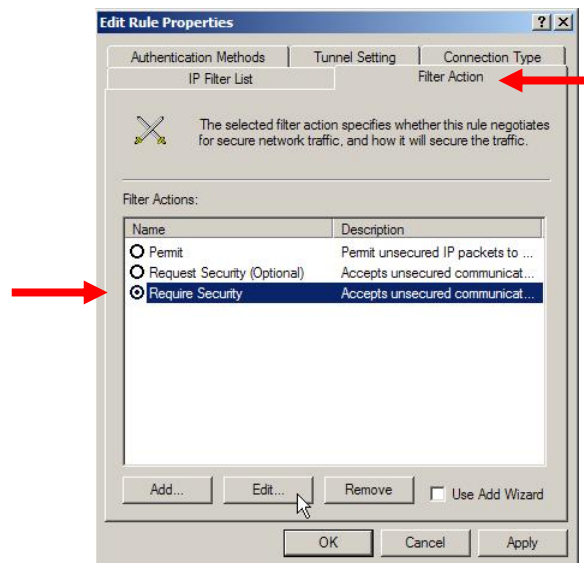 Edit Rule Properties
Authentication Methods
Tunnel Setting
Connection Type
IP Filter List
Filter Action
The selected filter action specifies whether this rule negotiates
for secure network traffic, and how it will secure the traffic.
Filter Actions:
Name Description
Permit Permit unsecured IP packets to ...
Request Security (Optional) Accepts unsecured communicat...
Require Security Accepts unsecured communicat...
Add... Edit... Remove Use Add Wizard
OK Cancel Apply